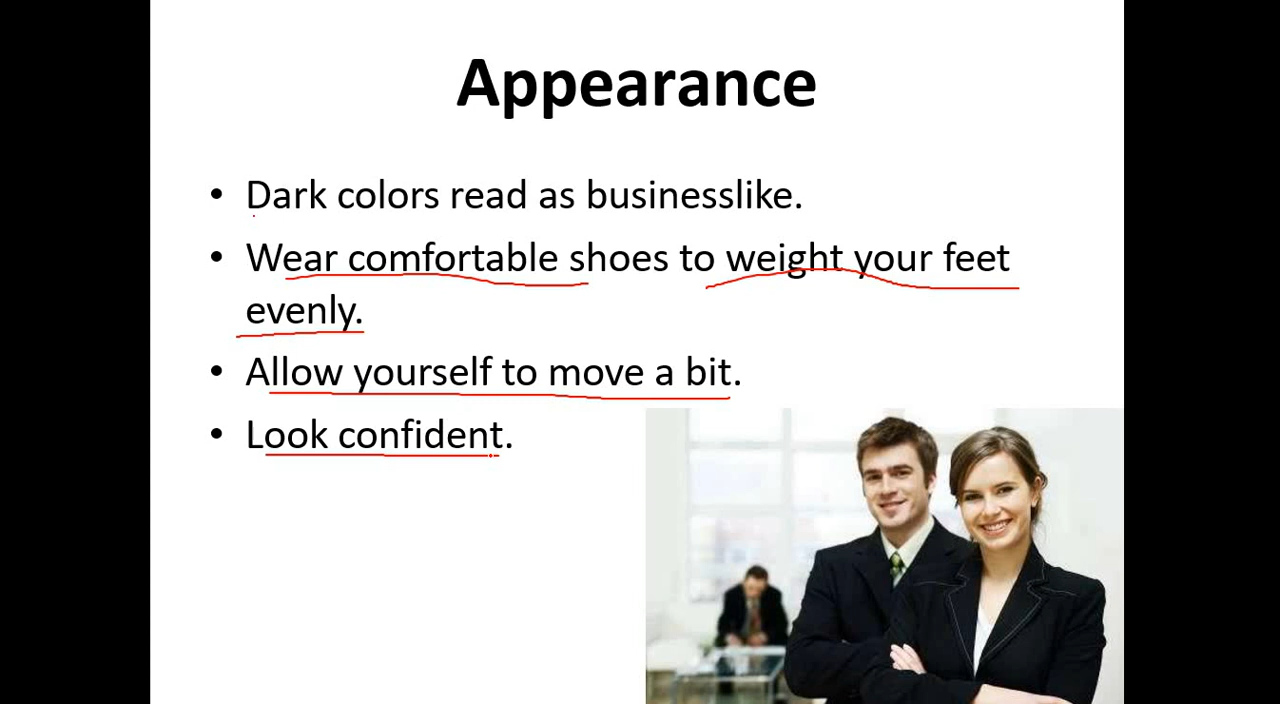 Appearance
• Dark colors read as businesslike.
• Wear comfortable shoes to weight your feet
evenly.
• Allow yourself to move a bit.
• Look confident.